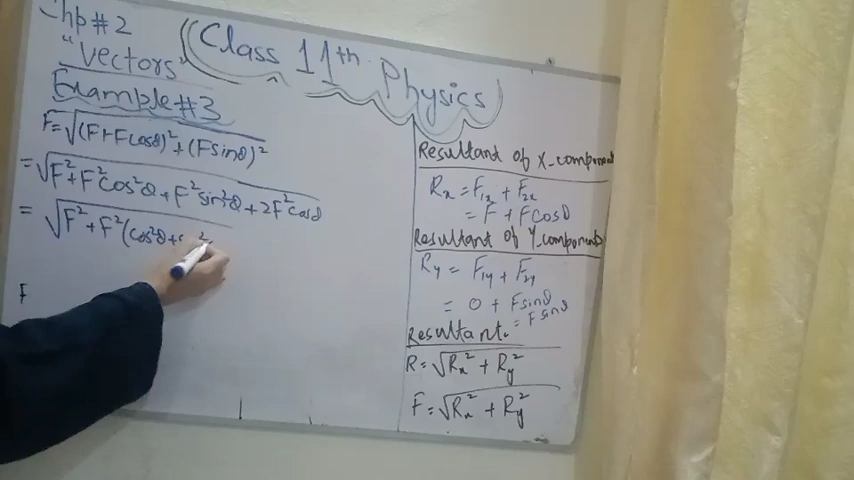 Chp#2
"Vectors"
Class 11th Physics
Example#3
F=√(F+Fcosθ)²+(Fsinθ)²
=√F²+F²cos²θ+F²sin²θ+2F²cosθ
=√F²+F²(cos²θ+
F
Resultant of X-component
Rx = F1x + F2x
= F + Fcosθ
Resultant of Y-component
Ry = F1y + F2y
= 0 + Fsinθ
= Fsinθ
Resultant.
R=√Rx²+Ry²
F=√Rx²+Ry²